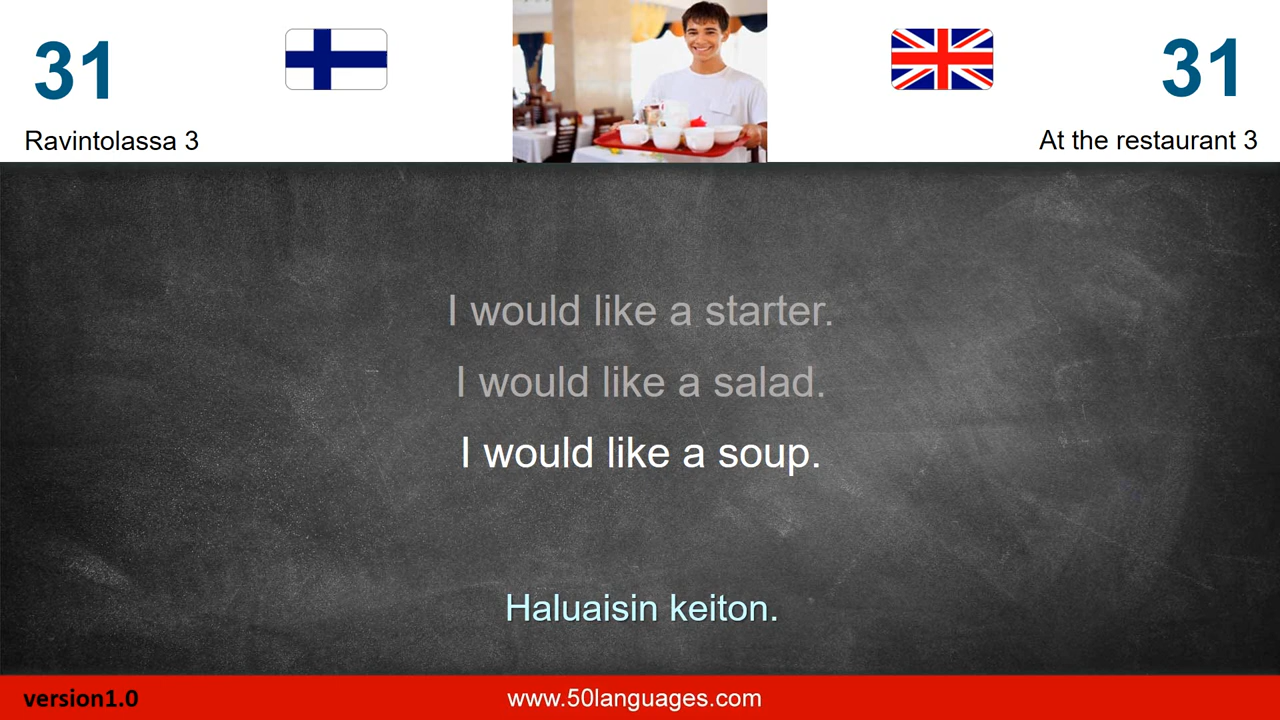 31
31
Ravintolassa 3
At the restaurant 3
I would like a starter.
I would like a salad.
I would like a soup.
Haluaisin keiton.
version1.0
www.50languages.com